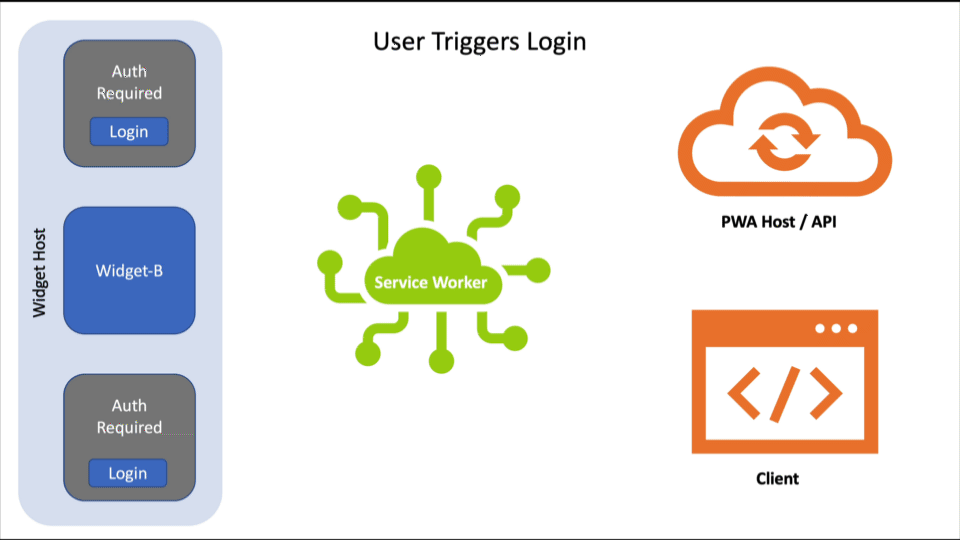 User Triggers Login
Widget Host
Auth
Required
Login
Widget-B
Auth
Required
Login
Service Worker
PWA Host / API
</>
Client